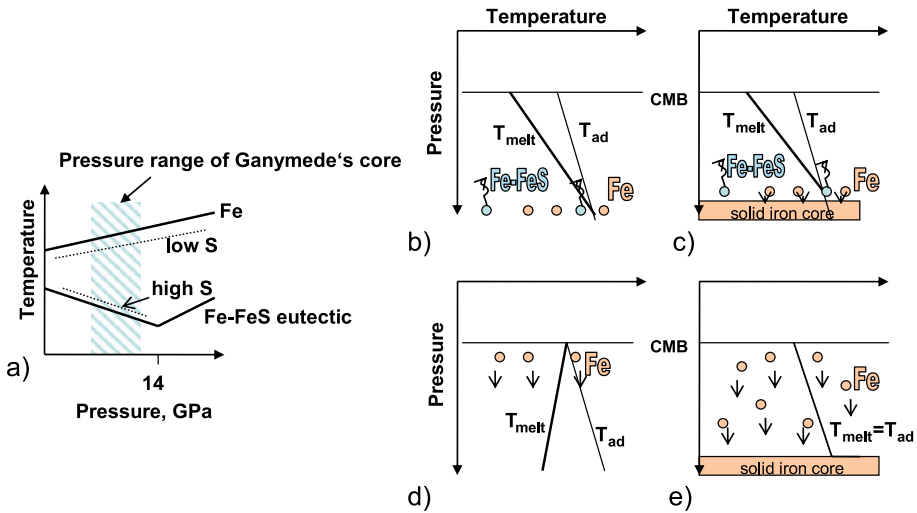 a)
Pressure range of Ganymede's core
Temperature
Fe
low S
high S
Fe-FeS eutectic
14
Pressure, GPa
b)
Temperature
Pressure
Tmelt
Tad
Fe-FeS
Fe
c)
Temperature
CMB
Tmelt
Tad
Fe-FeS
Fe
solid iron core
d)
Pressure
Fe
Tmelt
Tad
e)
CMB
Fe
Tmelt=Tad
solid iron core